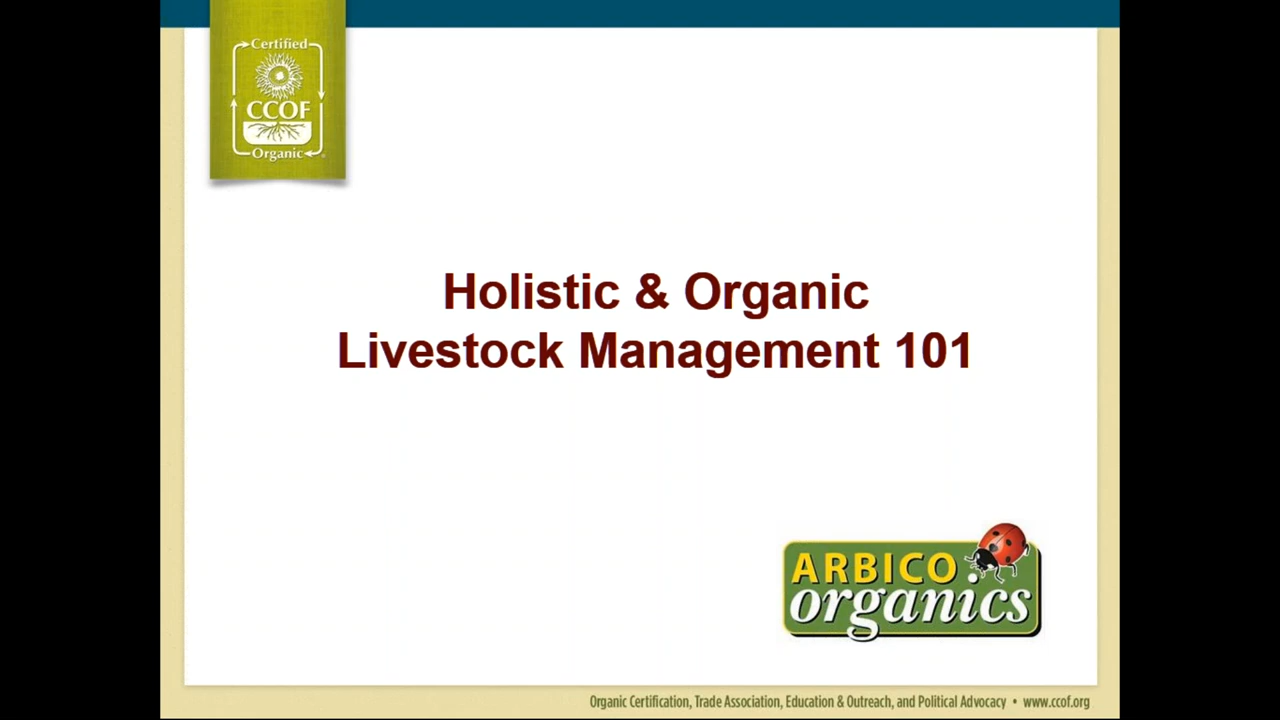 Certified
CCOF
Organic
Holistic & Organic
Livestock Management 101
ARBICO
organics
Organic Certification, Trade Association, Education & Outreach, and Political Advocacy • www.ccof.org